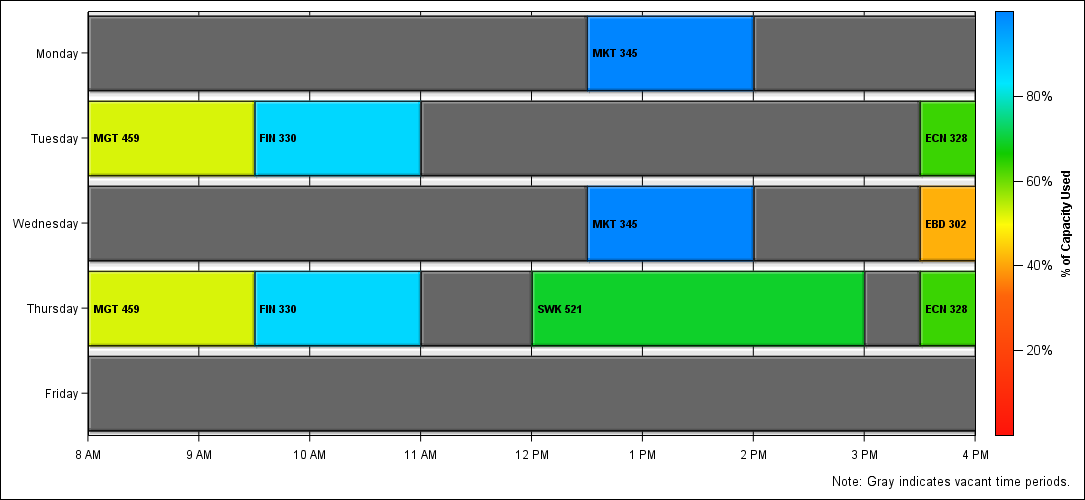 Monday
MKT 345
Tuesday
MGT 459
FIN 330
ECN 328
80%
Wednesday
MKT 345
EBD 302
60%
40%
20%
% of Capacity Used
Thursday
MGT 459
FIN 330
SWK 521
ECN 328
Friday
8 AM 9 AM 10 AM 11 AM 12 PM 1 PM 2 PM 3 PM 4 PM
Note: Gray indicates vacant time periods.